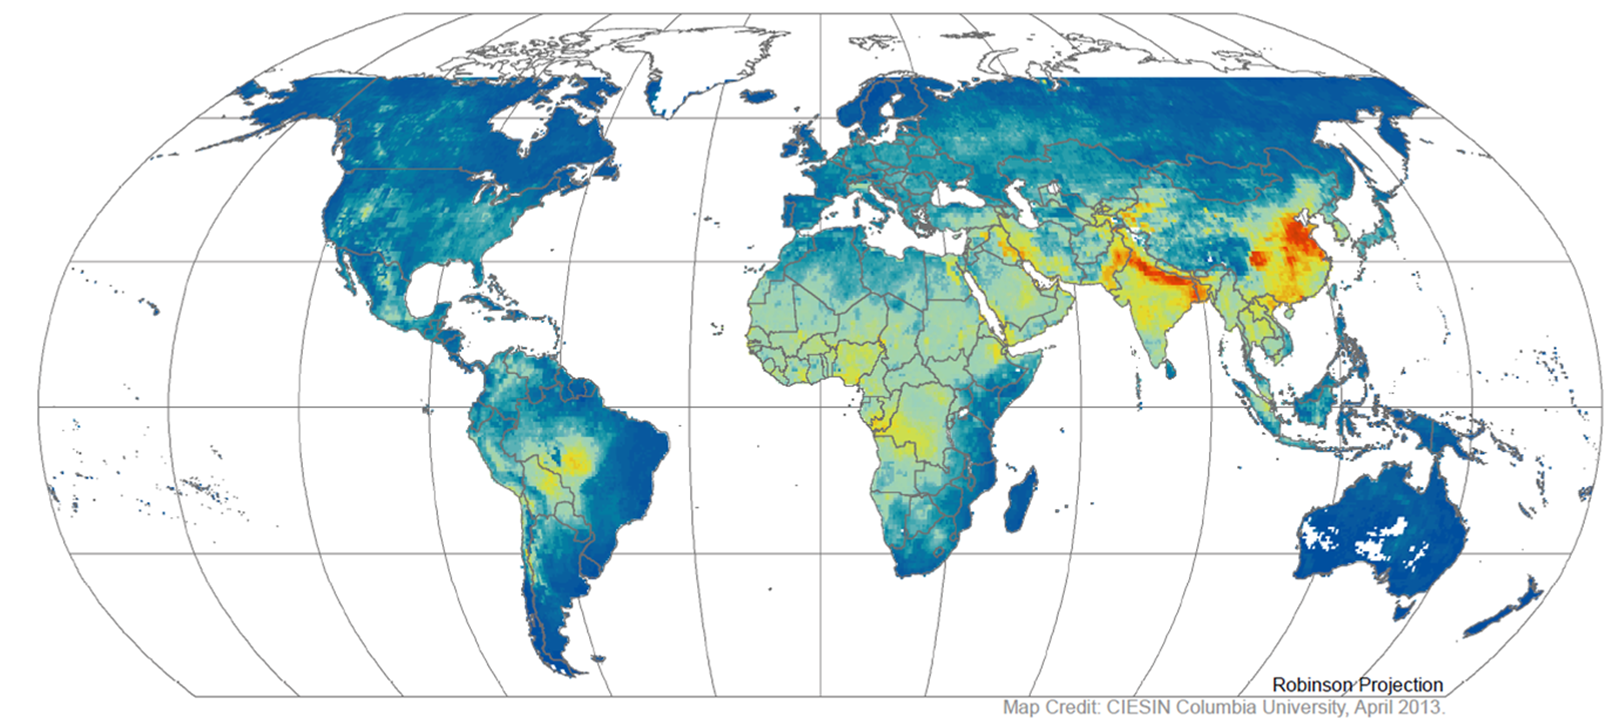 Robinson Projection
Map Credit: CIESIN Columbia University, April 2013.